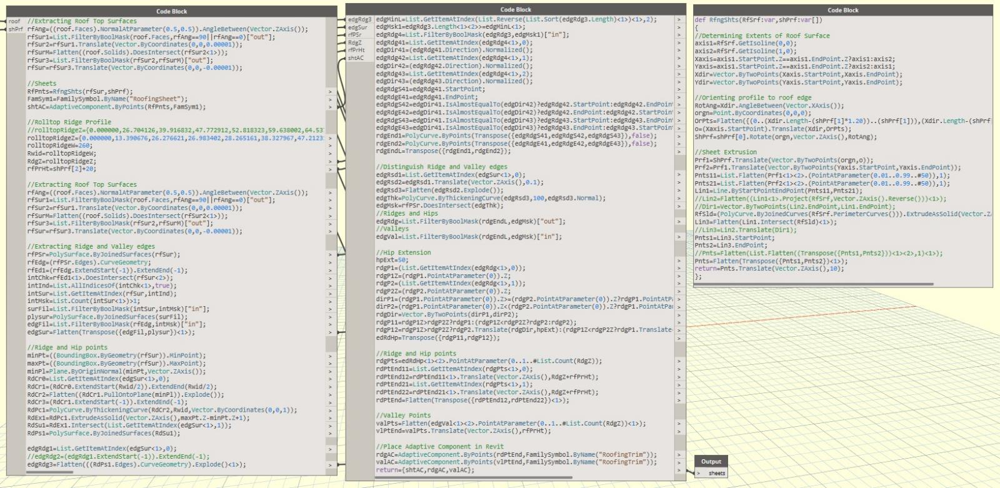 Code Block
roof
shPrf
//Extracting Roof Top Surfaces
rfAng=((roof.Faces).NormalAtParameter(0.5,0.5)).AngleBetween(Vector.ZAxis());
rfSur1=List.FilterByBoolMask(roof.Faces,rfAng==90||rfAng==0)["out"];
rfSur2=rfSur1.Translate(Vector.ByCoordinates(0,0,0.00001));
rfSurM=Flatten((roof.Solids).DoesIntersect(rfSur2<1>));
rfSur3=List.FilterByBoolMask(rfSur2,rfSurM)["out"];
rfSur=rfSur3.Translate(Vector.ByCoordinates(0,0,-0.00001));
//Sheets
RfPnts=RfngShts(rfSur,shPrf);
FamSym1=FamilySymbol.ByName("RoofingSheet");
shtAC=AdaptiveComponent.ByPoints(RfPnts,FamSym1);
//Rolltop Ridge Profile
//rolltopRidgeZ={0.000000,26.704126,39.916832,47.772912,52.818323,59.638002,64.53
rolltopRidgeZ={0.000000,13.390676,26.276621,26.983402,28.265161,38.327967,47.2123
rolltopRidgeW=260;
Rwid=rolltopRidgeW;
RdgZ=rolltopRidgeZ;
rfPrHt=shPrf[2]+20;
//Extracting Roof Top Surfaces
rfAng=((roof.Faces).NormalAtParameter(0.5,0.5)).AngleBetween(Vector.ZAxis());
rfSur1=List.FilterByBoolMask(roof.Faces,rfAng==90||rfAng==0)["out"];
rfSur2=rfSur1.Translate(Vector.ByCoordinates(0,0,0.00001));
rfSurM=Flatten((roof.Solids).DoesIntersect(rfSur2<1>));
rfSur3=List.FilterByBoolMask(rfSur2,rfSurM)["out"];
rfSur=rfSur3.Translate(Vector.ByCoordinates(0,0,-0.00001));
//Extracting Ridge and Valley edges
rfPSr=PolySurface.ByJoinedSurfaces(rfSur);
rfEdg=(rfPSr.Edges).CurveGeometry;
rfEd1=(rfEdg.ExtendStart(-1)).ExtendEnd(-1);
intChk=rfEd1<1>.DoesIntersect(rfSur<2>);
intInd=List.AllIndicesOf(intChk<1>,true);
intSur=List.GetItemAtIndex(rfSur,intInd);
intMsk=List.Count(intSur<1>)>1;
surFil=List.FilterByBoolMask(intSur,intMsk)["in"];
plysur=PolySurface.ByJoinedSurfaces(surFil);
edgFil=List.FilterByBoolMask(rfEdg,intMsk)["in"];
edgSur=Flatten(Transpose({edgFil,plysur})<1>);
//Ridge and Hip points
minPt=((BoundingBox.ByGeometry(rfSur)).MinPoint);
maxPt=((BoundingBox.ByGeometry(rfSur)).MaxPoint);
minPl=Plane.ByOriginNormal(minPt,Vector.ZAxis());
RdCr0=List.GetItemAtIndex(edgSur<1>,0);
RdCr1=(RdCr0.ExtendStart(Rwid/2)).ExtendEnd(Rwid/2);
RdCr2=Flatten((RdCr1.PullOntoPlane(minPl)).Explode());
RdCr3=(RdCr1.ExtendStart(-1)).ExtendEnd(-1);
RdPc1=PolyCurve.ByThickeningCurve(RdCr2,Rwid,Vector.ByCoordinates(0,0,1));
RdEx1=RdPc1.ExtrudeAsSolid(Vector.ZAxis(),maxPt.Z-minPt.Z+1);
RdSu1=RdEx1.Intersect(List.GetItemAtIndex(edgSur<1>,1));
RdPs1=PolySurface.ByJoinedSurfaces(RdSu1);
edgRdg1=List.GetItemAtIndex(edgSur<1>,0);
//edgRdg2=(edgRdg1.ExtendStart(-1)).ExtendEnd(-1);
edgRdg3=Flatten(((RdPs1.Edges).CurveGeometry).Explode()<1>);
Code Block
edgRdg3
edgSur
rfPSr
RdgZ
rfPrHt
shtAC
edgMinL=List.GetItemAtIndex(List.Reverse(List.Sort(edgRdg3.Length)<1>)<1>,2);
edgMsk1=edgRdg3.Length<1><2>>=edgMinL<1>;
edgRdg4=List.FilterByBoolMask(edgRdg3,edgMsk1)["in"];
edgRdg41=List.GetItemAtIndex(edgRdg4<1>,0);
edgDir41=(edgRdg41.Direction).Normalized();
edgRdg42=List.GetItemAtIndex(edgRdg4<1>,1);
edgDir42=(edgRdg42.Direction).Normalized();
edgRdg43=List.GetItemAtIndex(edgRdg4<1>,2);
edgDir43=(edgRdg43.Direction).Normalized();
edgRdgS41=edgRdg41.StartPoint;
edgRdgE41=edgRdg41.EndPoint;
edgRdgS42=edgDir41.IsAlmostEqualTo(edgDir42)?edgRdg42.StartPoint:edgRdg42.EndPoin
edgRdgE42=edgDir41.IsAlmostEqualTo(edgDir42)?edgRdg42.EndPoint:edgRdg42.StartPoin
edgRdgS43=edgDir41.IsAlmostEqualTo(edgDir43)?edgRdg43.StartPoint:edgRdg43.EndPoin
edgRdgE43=edgDir41.IsAlmostEqualTo(edgDir43)?edgRdg43.EndPoint:edgRdg43.StartPoin
rdgEnd1=PolyCurve.ByPoints(Transpose({edgRdgS41,edgRdgS42,edgRdgS43}),false);
rdgEnd2=PolyCurve.ByPoints(Transpose({edgRdgE41,edgRdgE42,edgRdgE43}),false);
rdgEndL=Transpose({rdgEnd1,rdgEnd2});
//Distinguish Ridge and Valley edges
edgRsd1=List.GetItemAtIndex(edgSur<1>,0);
edgRsd2=edgRsd1.Translate(Vector.ZAxis(),0.1);
edgRsd3=Flatten(edgRsd2.Explode());
edgThk=PolyCurve.ByThickeningCurve(edgRsd3,100,edgRsd3.Normal);
edgMsk=rfPSr.DoesIntersect(edgThk);
//Ridges and Hips
edgRdg=List.FilterByBoolMask(rdgEndL,edgMsk)["out"];
//Valleys
edgVal=List.FilterByBoolMask(rdgEndL,edgMsk)["in"];
//Hip Extension
hpExt=50;
rdgP1=(List.GetItemAtIndex(edgRdg<1>,0));
rdgP1Z=(rdgP1.PointAtParameter(0)).Z;
rdgP2=(List.GetItemAtIndex(edgRdg<1>,1));
rdgP2Z=(rdgP2.PointAtParameter(0)).Z;
dirP1=(rdgP1.PointAtParameter(0)).Z>=(rdgP2.PointAtParameter(0)).Z?rdgP1.PointAtPa
dirP2=(rdgP1.PointAtParameter(0)).Z<(rdgP2.PointAtParameter(0)).Z?rdgP1.PointAtPa
rdgDir=Vector.ByTwoPoints(dirP1,dirP2);
rdgP11=rdgP1Z>rdgP2Z?rdgP1:(rdgP1Z<rdgP2Z?rdgP2:rdgP2);
rdgP12=rdgP1Z>rdgP2Z?rdgP2.Translate(rdgDir,hpExt):(rdgP1Z<rdgP2Z?rdgP1.Translate
edRdHp=Transpose({rdgP11,rdgP12});
//Ridge and Hip points
rdgPts=edRdHp<1><2>.PointAtParameter(0..1..#List.Count(RdgZ));
rdPtEnd11=List.GetItemAtIndex(rdgPts<1>,0);
rdPtEnd12=rdPtEnd11<1>.Translate(Vector.ZAxis(),RdgZ+rfPrHt);
rdPtEnd21=List.GetItemAtIndex(rdgPts<1>,1);
rdPtEnd22=rdPtEnd21<1>.Translate(Vector.ZAxis(),RdgZ+rfPrHt);
rdPtEnd=Flatten(Transpose({rdPtEnd12,rdPtEnd22})<1>);
//Valley Points
valPts=Flatten(edgVal<1><2>.PointAtParameter(0..1..#List.Count(RdgZ))<1>);
vlPtEnd=valPts.Translate(Vector.ZAxis(),rfPrHt);
//Place Adaptive Component in Revit
rdgAC=AdaptiveComponent.ByPoints(rdPtEnd,FamilySymbol.ByName("RoofingTrim"));
valAC=AdaptiveComponent.ByPoints(vlPtEnd,FamilySymbol.ByName("RoofingTrim"));
return={shtAC,rdgAC,valAC};
Code Block
def RfngShts(RfSrf:var,shPrf:var[])
{
//Determining Extents of Roof Surface
axis1=RfSrf.GetIsoline(0,0);
axis2=RfSrf.GetIsoline(1,0);
Xaxis=axis1.StartPoint.Z==axis1.EndPoint.Z?axis1:axis2;
Yaxis=axis1.StartPoint.Z==axis1.EndPoint.Z?axis2:axis1;
Xdir=Vector.ByTwoPoints(Xaxis.StartPoint,Xaxis.EndPoint);
Ydir=Vector.ByTwoPoints(Yaxis.StartPoint,Yaxis.EndPoint);
//Orienting profile to roof edge
RotAng=Xdir.AngleBetween(Vector.XAxis());
orgn=Point.ByCoordinates(0,0,0);
OrPts=Flatten({{0..(Xdir.Length-(shPrf[1]*1.20))..(shPrf[1])},(Xdir.Length-(shPrf
o=(Xaxis.StartPoint).Translate(Xdir,OrPts);
ShPrf=shPrf[0].Rotate(orgn,Vector.ZAxis(),RotAng);
//Sheet Extrusion
Prf1=ShPrf.Translate(Vector.ByTwoPoints(orgn,o));
Prf2=Prf1.Translate(Vector.ByTwoPoints(Yaxis.StartPoint,Yaxis.EndPoint));
Pnts11=List.Flatten(Prf1<1><2>.(PointAtParameter(0.01..0.99..#50)),1);
Pnts21=List.Flatten(Prf2<1><2>.(PointAtParameter(0.01..0.99..#50)),1);
Lin1=Line.ByStartPointEndPoint(Pnts11,Pnts21);
//Lin2=Flatten((Lin1<1>.Project(RfSrf,Vector.ZAxis().Reverse()))<1>);
//Dir1=Vector.ByTwoPoints(Lin2.EndPoint,Lin1.EndPoint);
RfSld=(PolyCurve.ByJoinedCurves(RfSrf.PerimeterCurves())).ExtrudeAsSolid(Vector.Z
Lin3=Flatten(Lin1.Intersect(RfSld)<1>);
//Lin3=Lin2.Translate(Dir1);
Pnts1=Lin3.StartPoint;
Pnts2=Lin3.EndPoint;
//Pnts=Flatten(List.Flatten((Transpose({Pnts1,Pnts2}))<1><2>,1)<1>);
Pnts=Flatten(Transpose({Pnts1,Pnts2})<1>);
return=Pnts.Translate(Vector.ZAxis(),10);
};
Output
> sheets